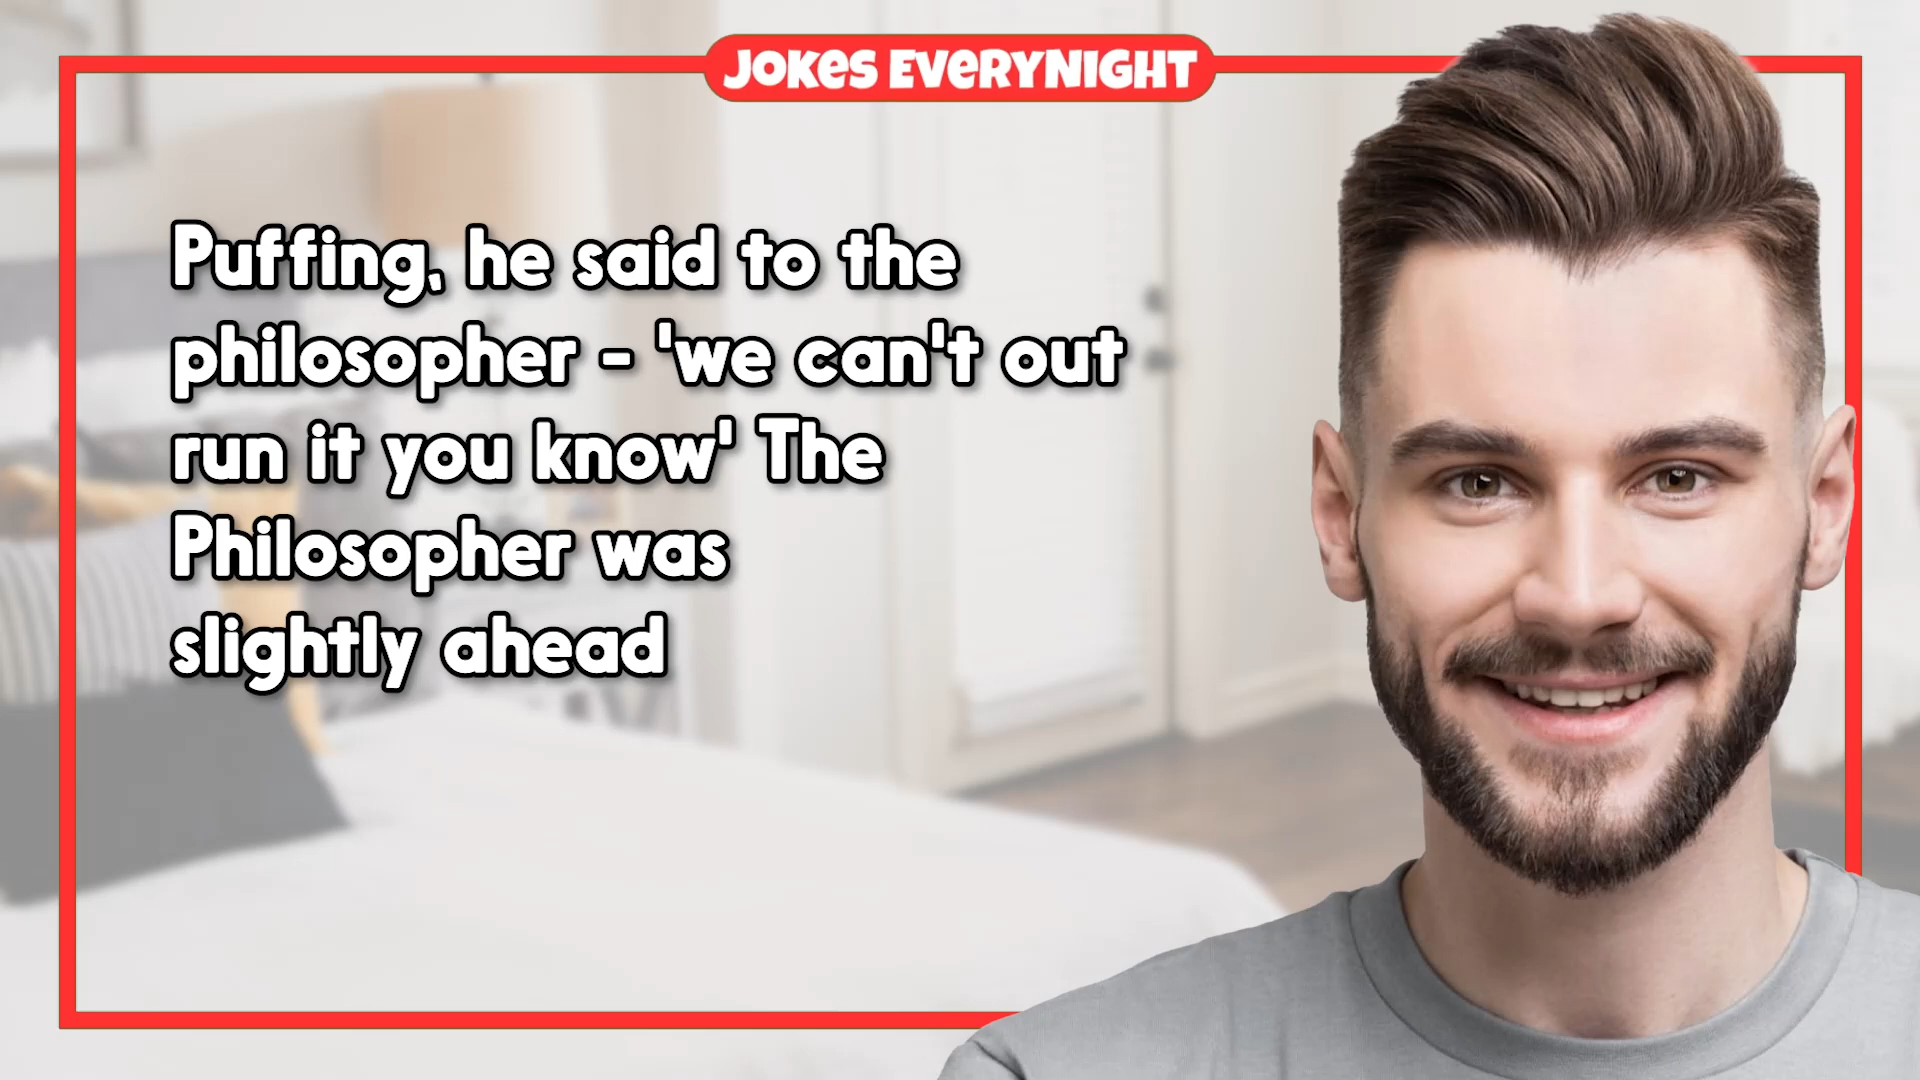 JOKES EVERYNIGHT
Puffing, he said to the
philosopher - 'we can't out
run it you know' The
Philosopher was
slightly ahead